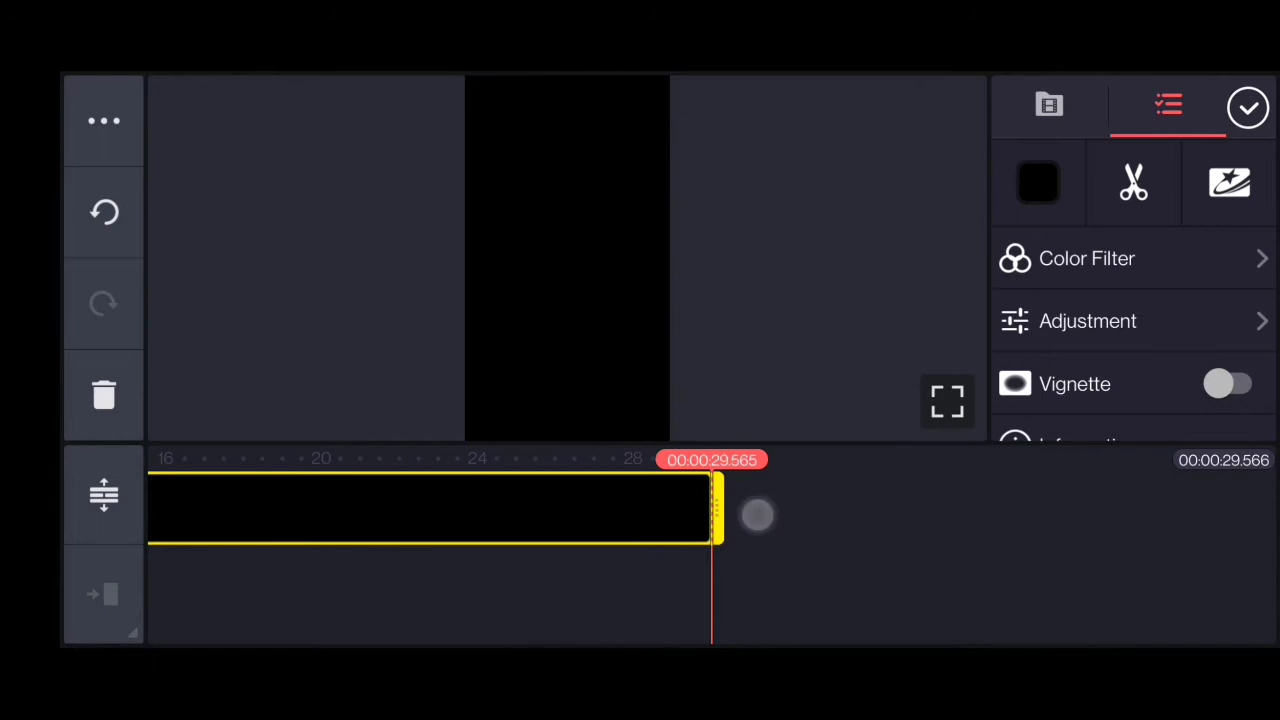 Color Filter
Adjustment
Vignette
16
20
24
28
00:00:29.565
00:00:29.566